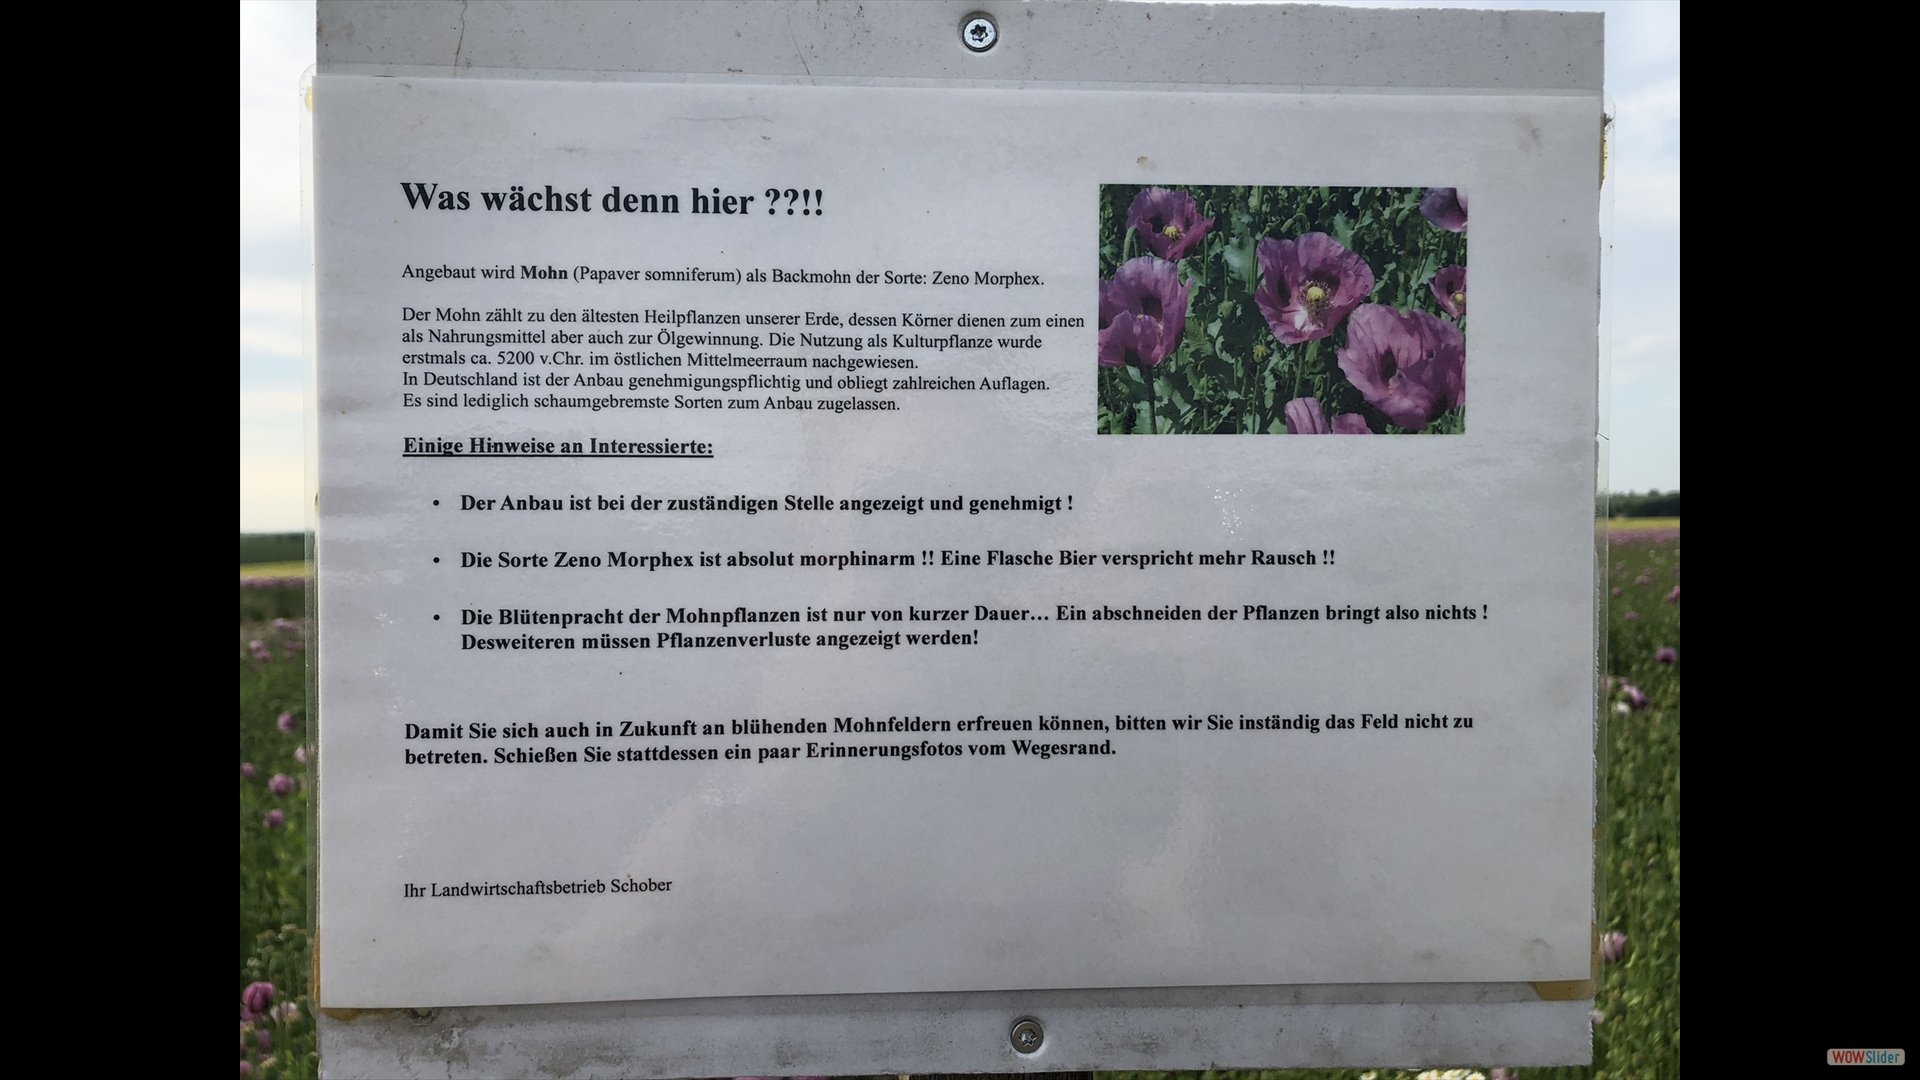 Was wächst denn hier ??!!
Angebaut wird Mohn (Papaver somniferum) als Backmohn der Sorte: Zeno Morphex.
Der Mohn zählt zu den ältesten Heilpflanzen unserer Erde, dessen Körner dienen zum einen
als Nahrungsmittel aber auch zur Ölgewinnung. Die Nutzung als Kulturpflanze wurde
erstmals ca. 5200 v.Chr. im östlichen Mittelmeerraum nachgewiesen.
In Deutschland ist der Anbau genehmigungspflichtig und obliegt zahlreichen Auflagen.
Es sind lediglich schaumgebremste Sorten zum Anbau zugelassen.
Einige Hinweise an Interessierte:
• Der Anbau ist bei der zuständigen Stelle angezeigt und genehmigt !
• Die Sorte Zeno Morphex ist absolut morphinarm !! Eine Flasche Bier verspricht mehr Rausch !!
• Die Blütenpracht der Mohnpflanzen ist nur von kurzer Dauer… Ein abschneiden der Pflanzen bringt also nichts !
Desweiteren müssen Pflanzenverluste angezeigt werden!
Damit Sie sich auch in Zukunft an blühenden Mohnfeldern erfreuen können, bitten wir Sie inständig das Feld nicht zu
betreten. Schießen Sie stattdessen ein paar Erinnerungsfotos vom Wegesrand.
Ihr Landwirtschaftsbetrieb Schober
WOWSlider